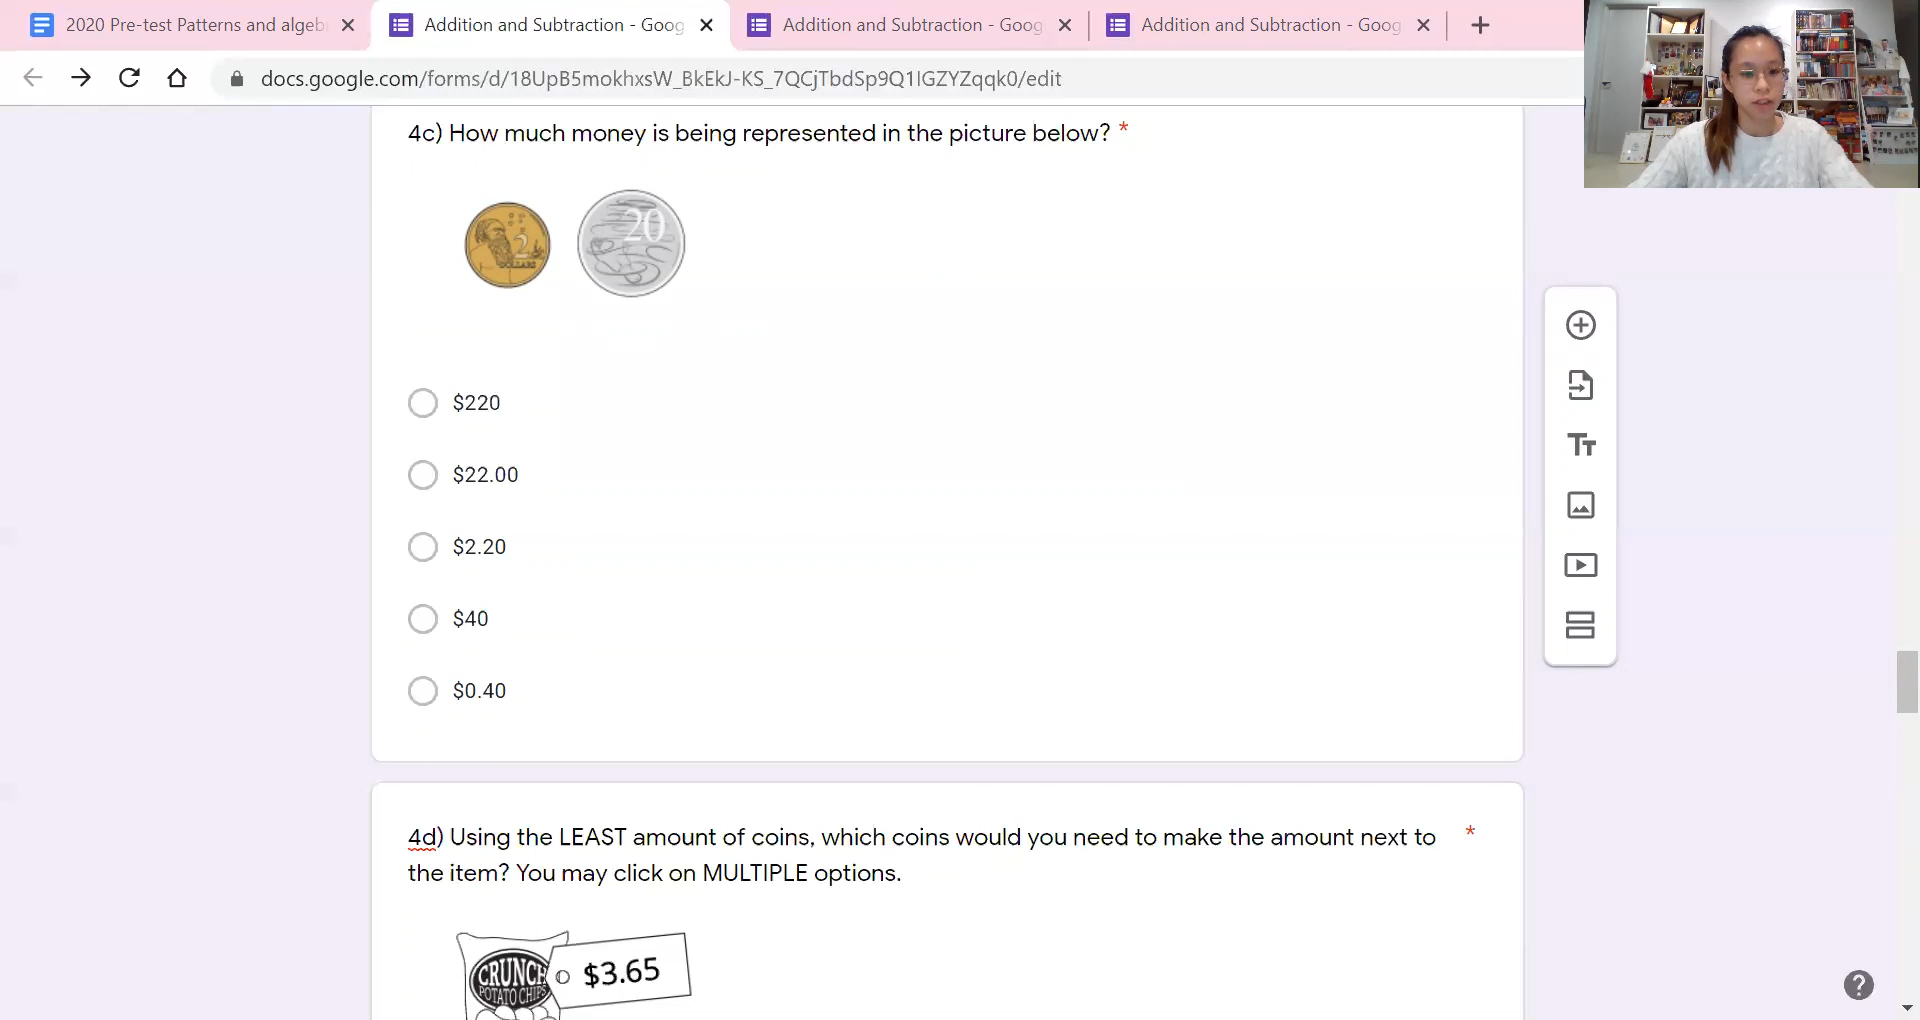 2020 Pre-test Patterns and algeb
Addition and Subtraction - Goog
Addition and Subtraction - Goog
Addition and Subtraction - Goog
docs.google.com/forms/d/18UpB5mokhxsW_BkEkJ-KS_7QCjTbdSp9Q1IGZYZqqk0/edit
4c) How much money is being represented in the picture below? *
2
DOLLARS
20
$220
$22.00
$2.20
$40
$0.40
4d) Using the LEAST amount of coins, which coins would you need to make the amount next to *
the item? You may click on MULTIPLE options.
CRUNCH
POTATO CHIPS
$3.65